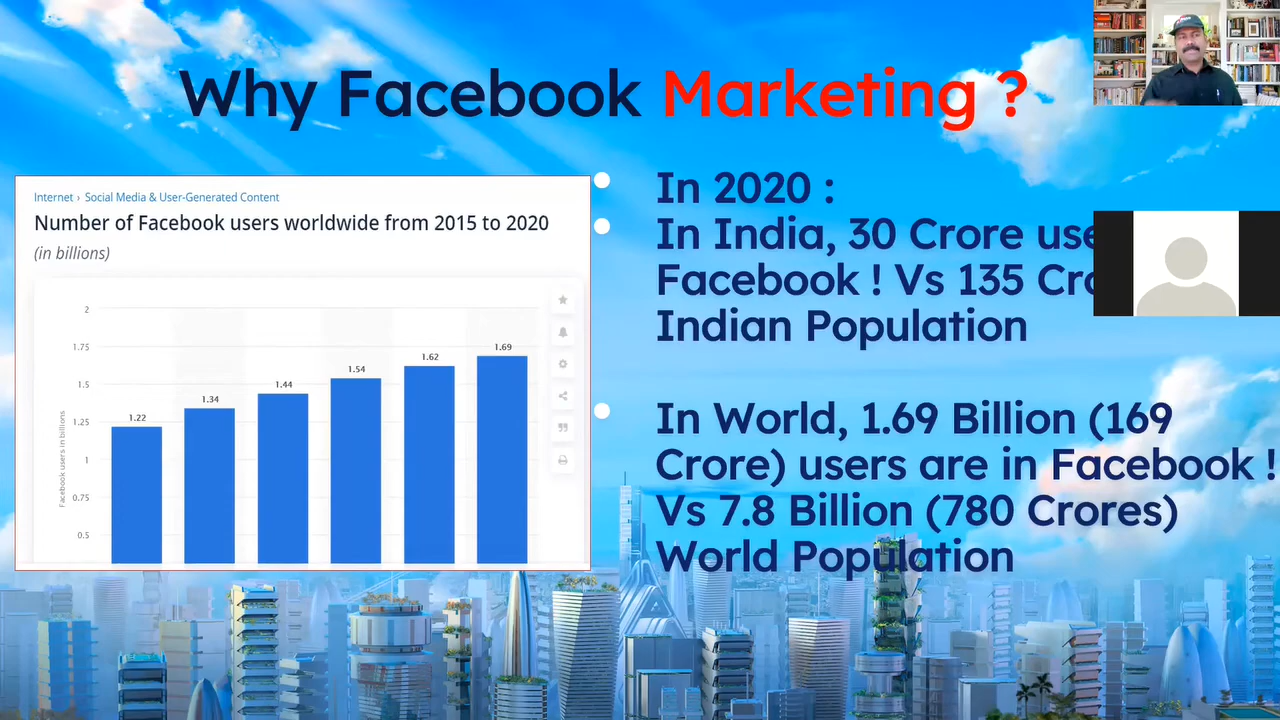 Why Facebook Marketing ?
Internet › Social Media & User-Generated Content
Number of Facebook users worldwide from 2015 to 2020
(in billions)
2
1.75
1.5
1.25
1
0.75
0.5
Facebook users in billions
1.22
1.34
1.44
1.54
1.62
1.69
In 2020 :
In India, 30 Crore
Facebook ! Vs 135
Indian Population
In World, 1.69 Billion (169
Crore) users are in Facebook !
Vs 7.8 Billion (780 Crores)
World Population